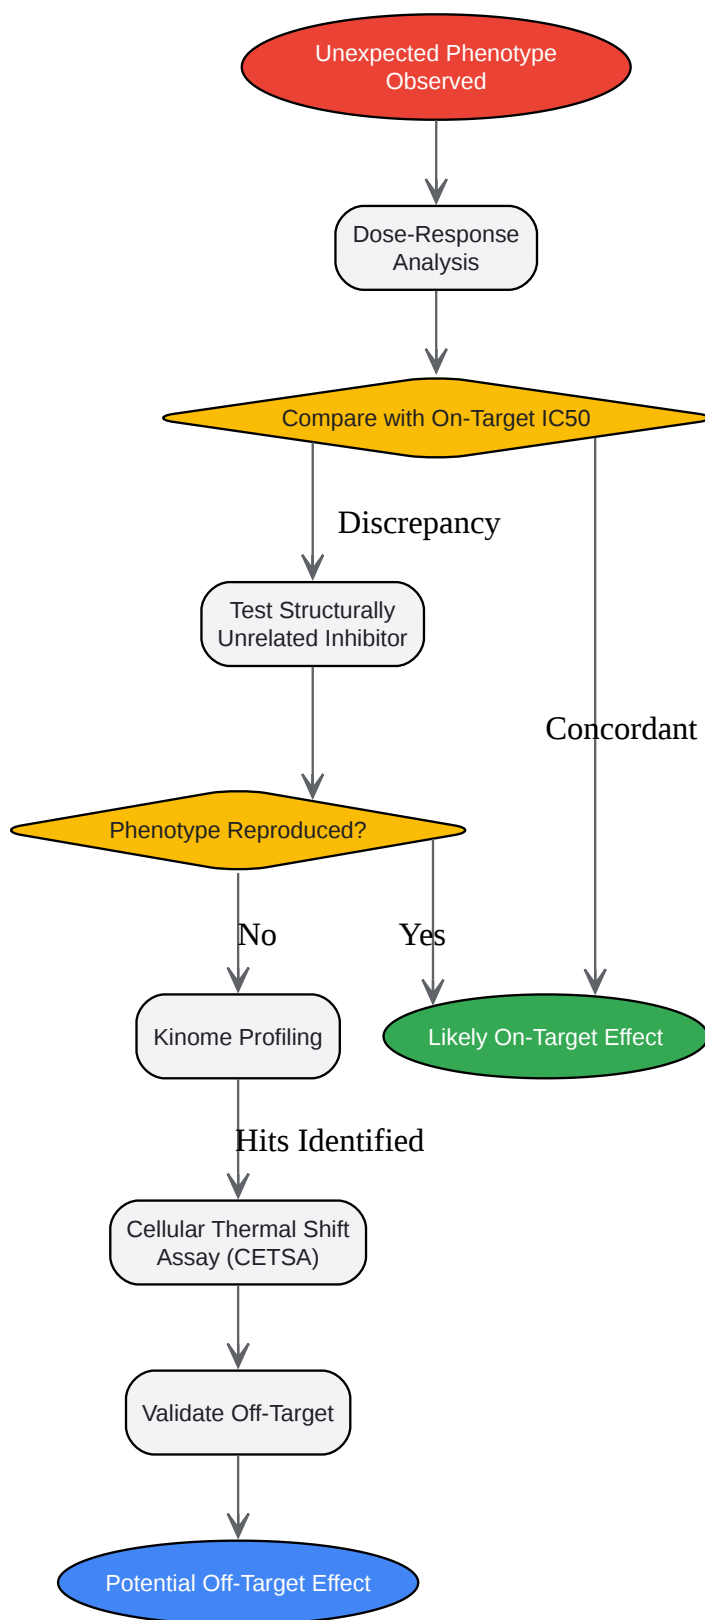 Unexpected Phenotype
Observed
Dose-Response
Analysis
Compare with On-Target IC50
Discrepancy
Test Structurally
Unrelated Inhibitor
Concordant
Phenotype Reproduced?
No
Yes
Kinome Profiling
Likely On-Target Effect
Hits Identified
Cellular Thermal Shift
Assay (CETSA)
Validate Off-Target
Potential Off-Target Effect